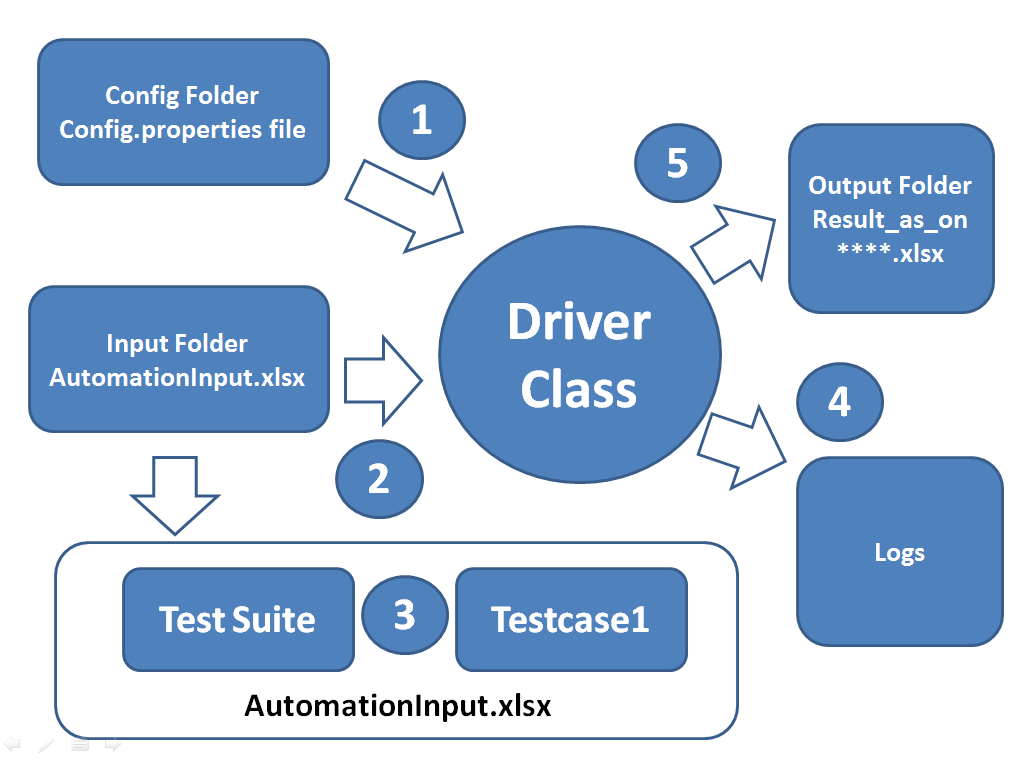 Config Folder
Config.properties file
1
5
Output Folder
Result_as_on
****.xlsx
Driver
Class
Input Folder
AutomationInput.xlsx
2
4
Logs
Test Suite
3
Testcase1
AutomationInput.xlsx